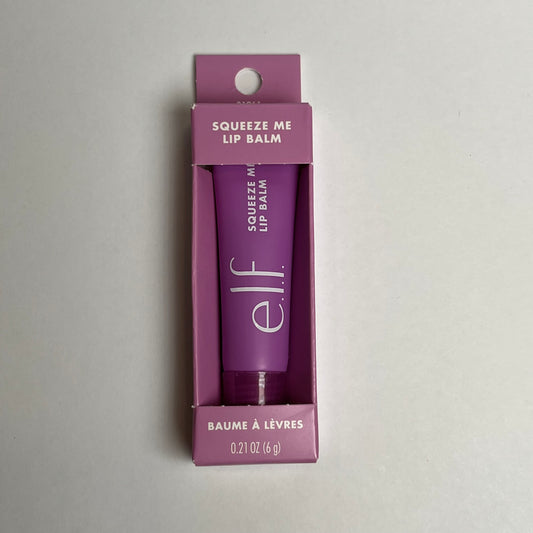 SQUEEZE ME
LIP BALM
SQUEEZE ME
LIP BALM
e.l.f.
BAUME À LÈVRES
0.21 OZ (6 g)